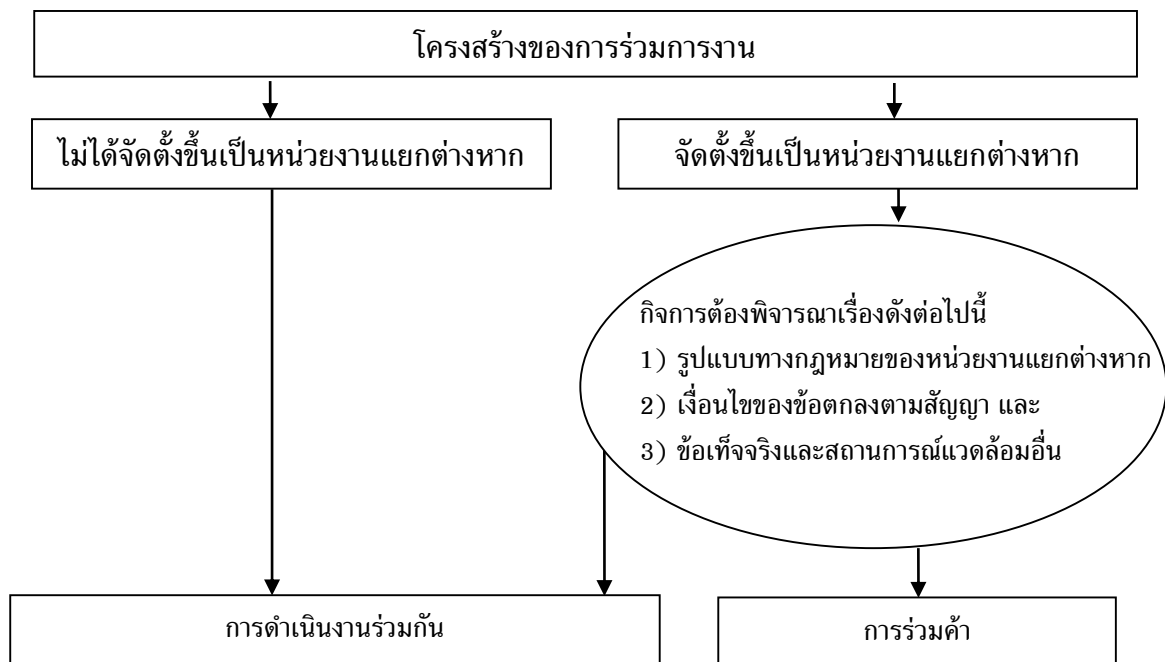 โครงสร้างของการร่วมการงาน
ไม่ได้จัดตั้งขึ้นเป็นหน่วยงานแยกต่างหาก
จัดตั้งขึ้นเป็นหน่วยงานแยกต่างหาก
กิจการต้องพิจารณาเรื่องดังต่อไปนี้
1) รูปแบบทางกฎหมายของหน่วยงานแยกต่างหาก
2) เงื่อนไขของข้อตกลงตามสัญญา และ
3) ข้อเท็จจริงและสถานการณ์แวดล้อมอื่น
การดำเนินงานร่วมกัน
การร่วมค้า